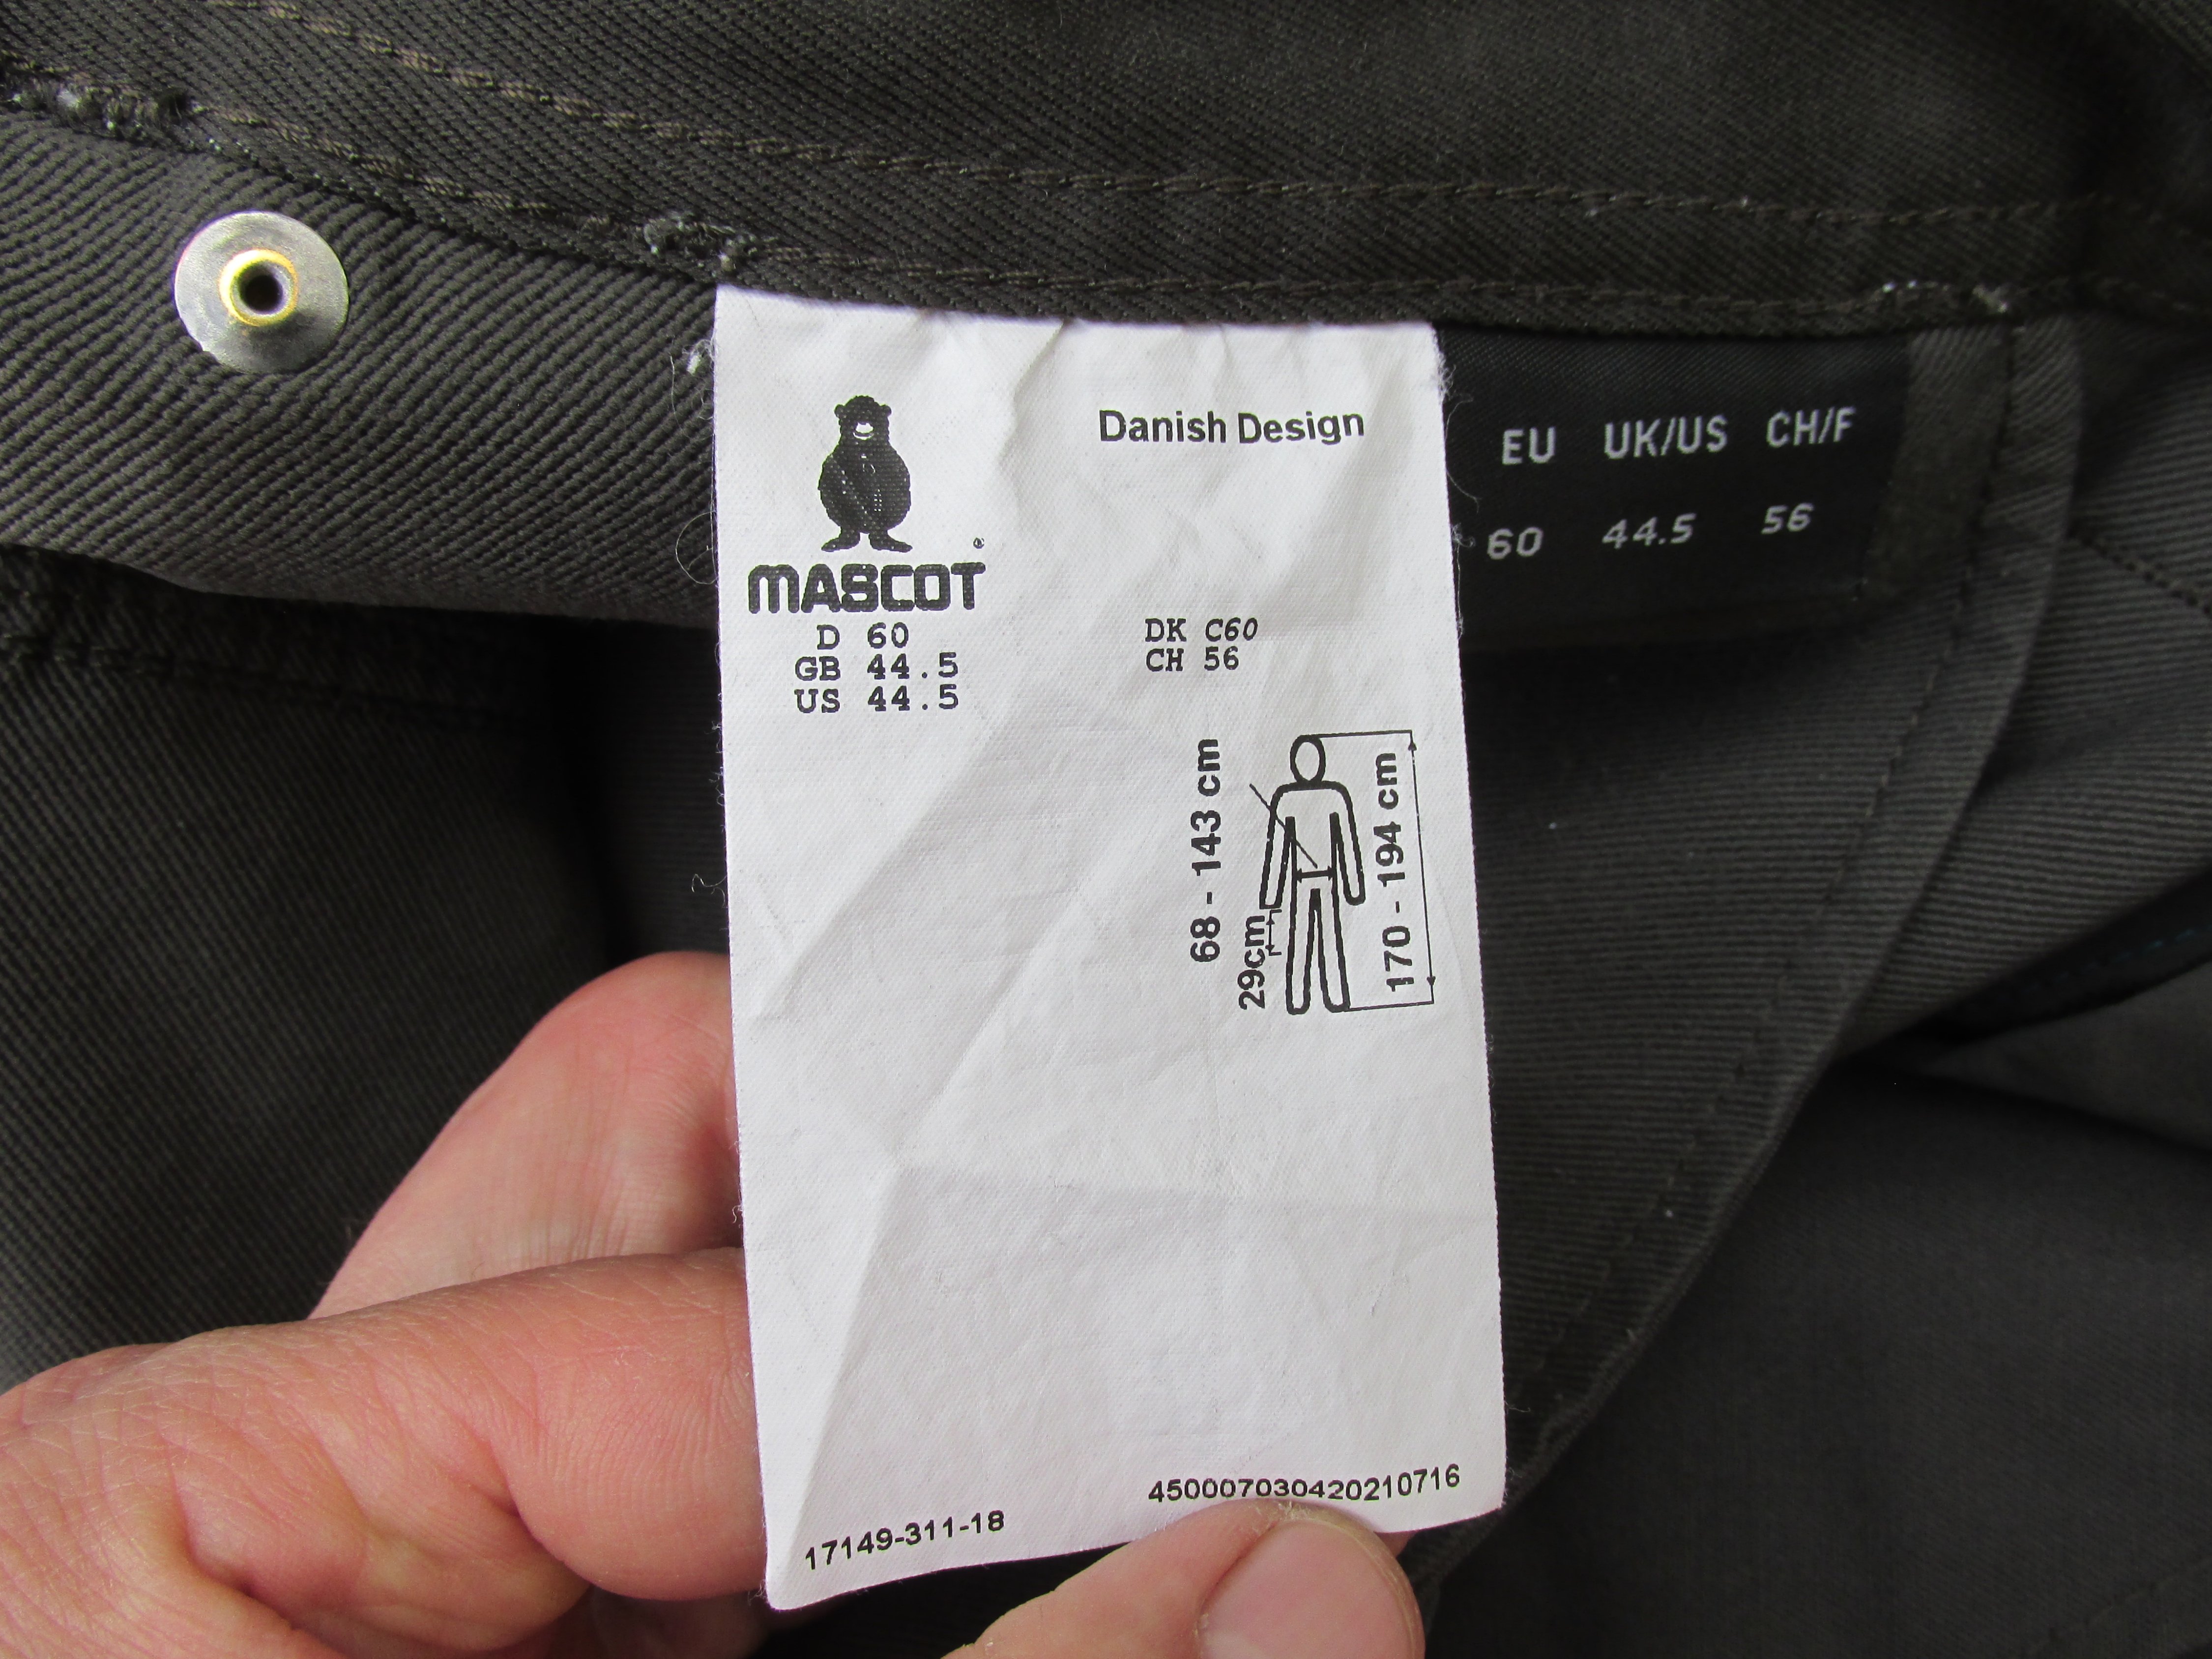 Danish Design
MASCOT
®
D 60
GB 44.5
US 44.5
DK C60
CH 56
68 - 143 cm
29cm
170 - 194 cm
17149-311-18
450007030420210716
EU UK/US CH/F
60 44.5 56